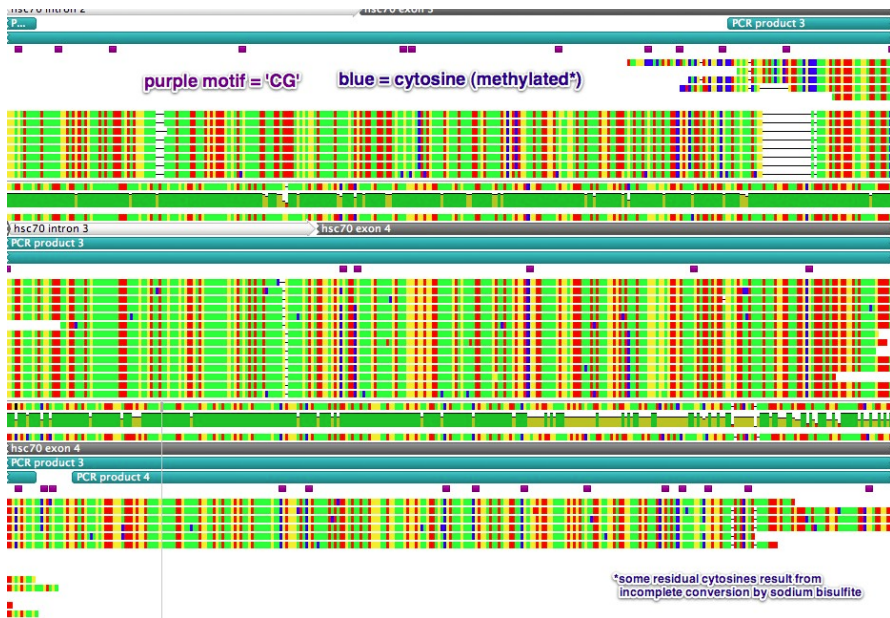 hsc70 intron 2
hsc70 exon 3
P...
PCR product 3
purple motif = 'CG'
blue = cytosine (methylated*)
hsc70 intron 3
hsc70 exon 4
PCR product 3
hsc70 exon 4
PCR product 3
PCR product 4
*some residual cytosines result from
incomplete conversion by sodium bisulfite